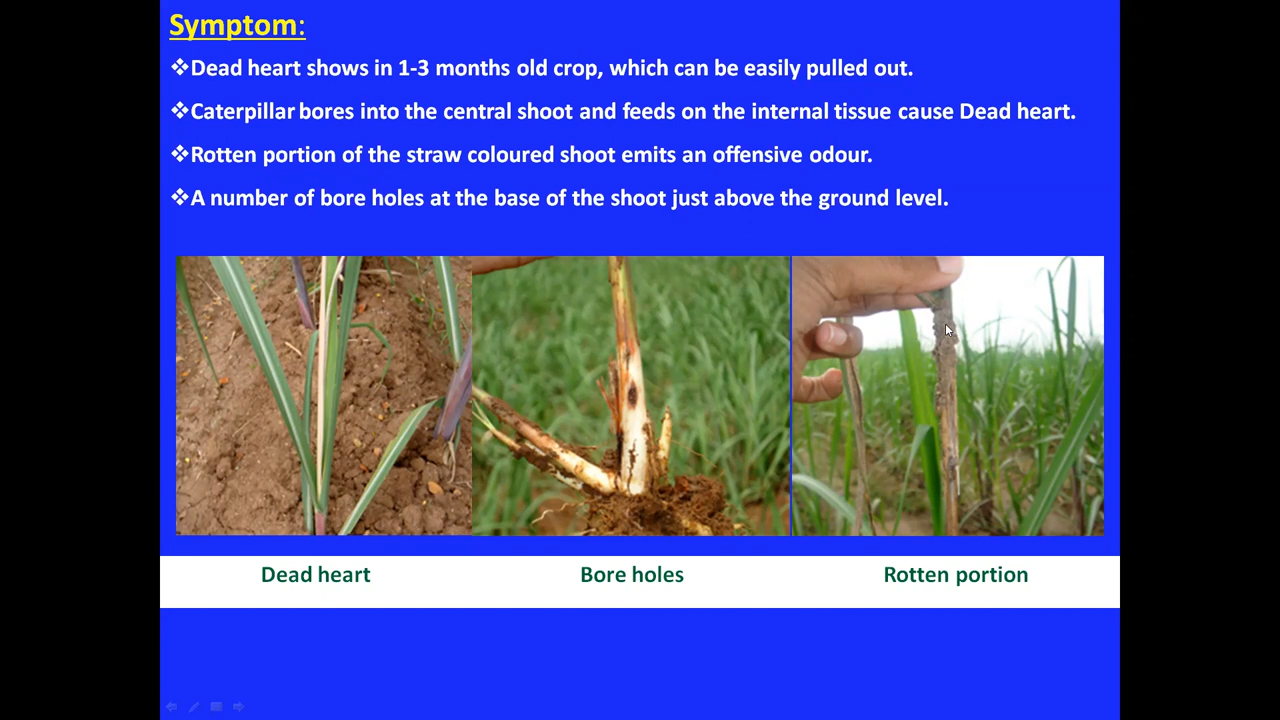 Symptom:
❖Dead heart shows in 1-3 months old crop, which can be easily pulled out.
❖Caterpillar bores into the central shoot and feeds on the internal tissue cause Dead heart.
❖Rotten portion of the straw coloured shoot emits an offensive odour.
❖A number of bore holes at the base of the shoot just above the ground level.
Dead heart
Bore holes
Rotten portion